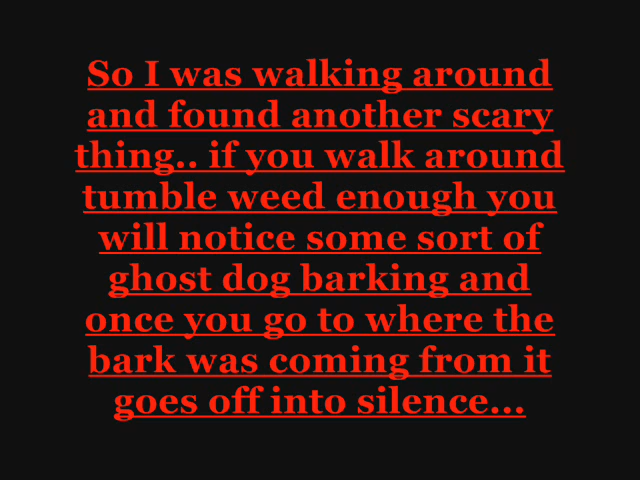 So I was walking around
and found another scary
thing.. if you walk around
tumble weed enough you
will notice some sort of
ghost dog barking and
once you go to where the
bark was coming from it
goes off into silence...